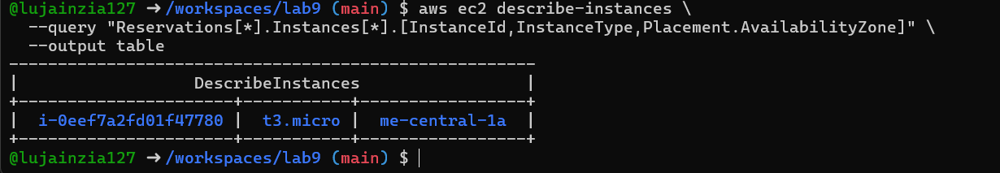 @lujainzia127 ➜ /workspaces/lab9 (main) $ aws ec2 describe-instances \
  --query "Reservations[*].Instances[*].[InstanceId,InstanceType,Placement.AvailabilityZone]" \
  --output table
-------------------------------------------------------
|                  DescribeInstances                  |
+----------------------+-----------+-----------------+
|  i-0eef7a2fd01f47780 |  t3.micro |  me-central-1a  |
+----------------------+-----------+-----------------+
@lujainzia127 ➜ /workspaces/lab9 (main) $